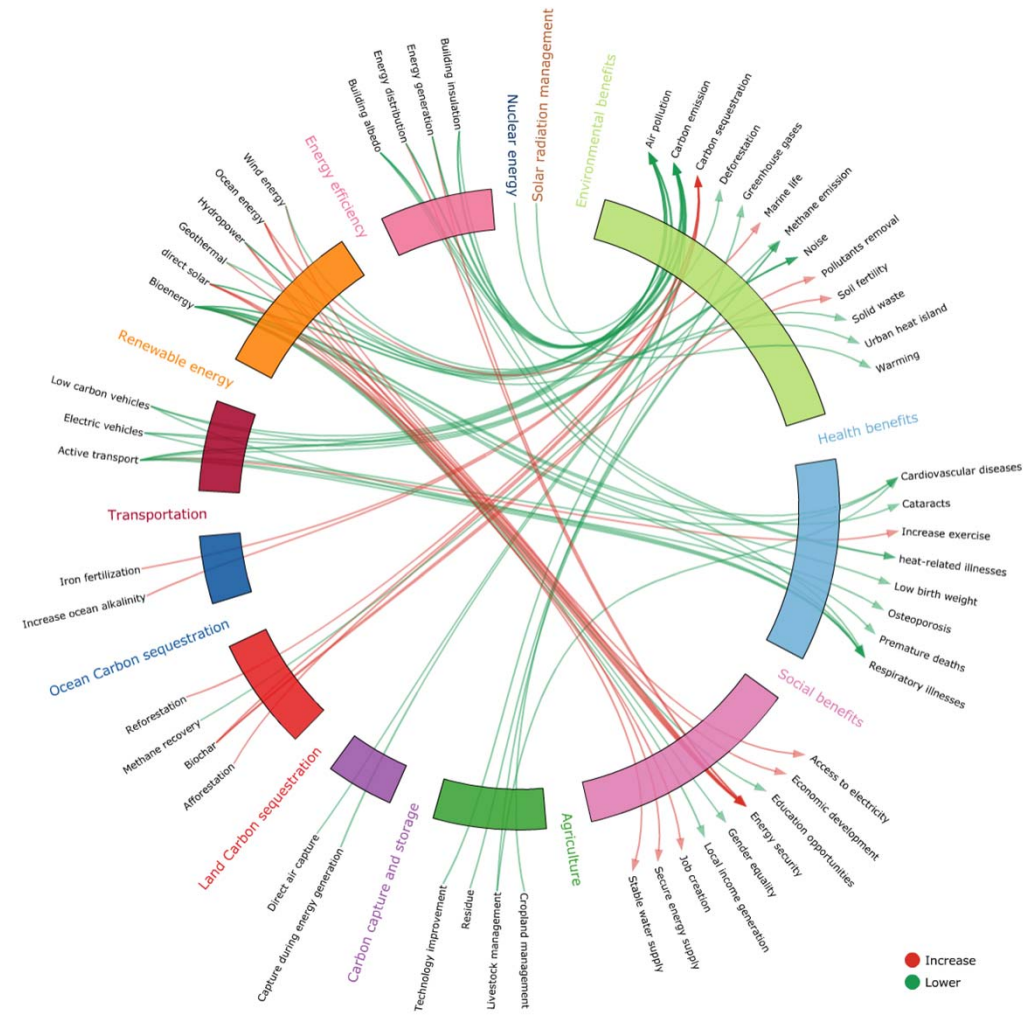 Building albedo
Energy distribution
Energy generation
Building insulation
Energy efficiency
Nuclear energy
Solar radiation management
Environmental benefits
Air pollution
Carbon emission
Carbon sequestration
Deforestation
Greenhouse gases
Marine life
Methane emission
Noise
Pollutants removal
Soil fertility
Solid waste
Urban heat island
Warming
Health benefits
Cardiovascular diseases
Cataracts
Increase exercise
heat-related illnesses
Low birth weight
Osteoporosis
Premature deaths
Respiratory illnesses
Social benefits
Access to electricity
Economic development
Education opportunities
Energy security
Gender equality
Local income generation
Job creation
Secure energy supply
Stable water supply
Agriculture
Cropland management
Livestock management
Residue
Technology improvement
Carbon capture and storage
Capture during energy generation
Direct air capture
Land Carbon sequestration
Afforestation
Biochar
Methane recovery
Reforestation
Ocean Carbon sequestration
Increase ocean alkalinity
Iron fertilization
Transportation
Active transport
Electric vehicles
Low carbon vehicles
Renewable energy
Bioenergy
direct solar
Geothermal
Hydropower
Ocean energy
Wind energy
Increase
Lower